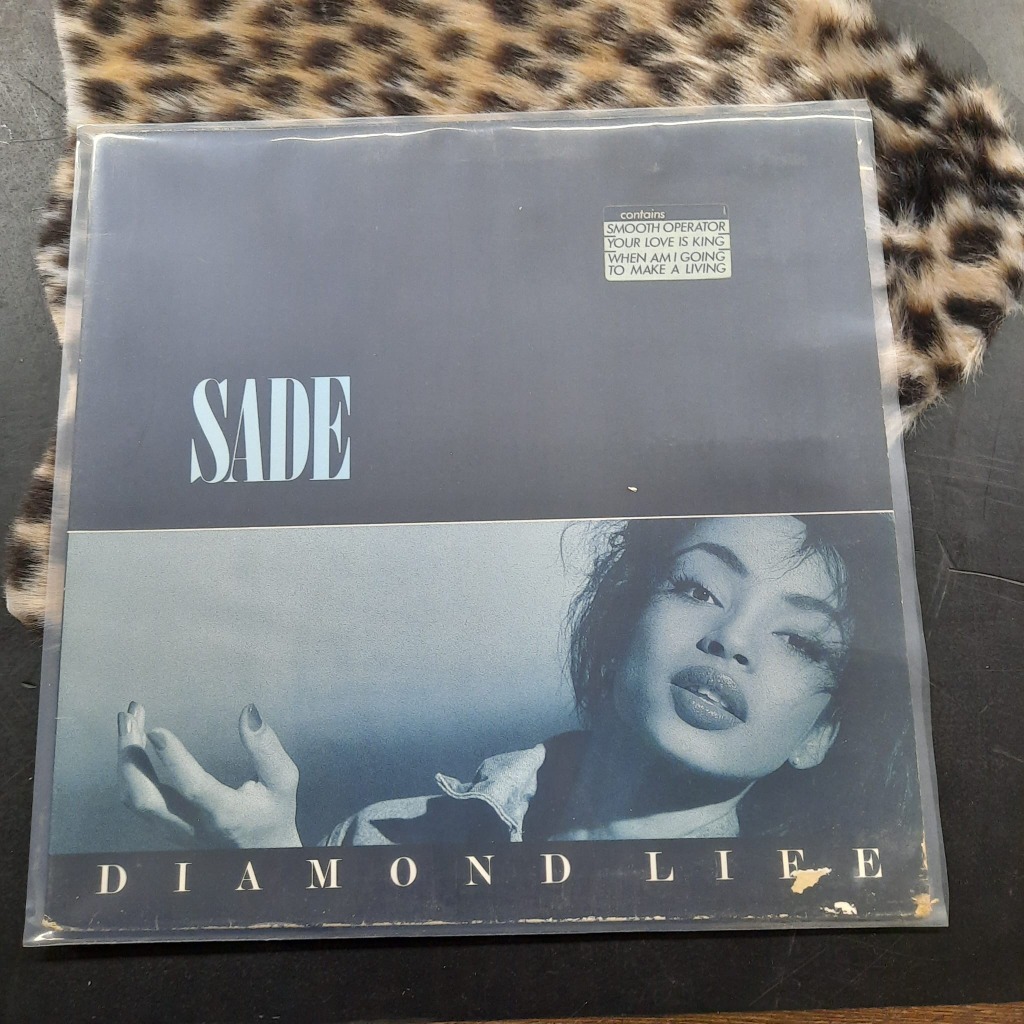 contains
SMOOTH OPERATOR
YOUR LOVE IS KING
WHEN AM I GOING
TO MAKE A LIVING
SADE
DIAMOND LIFE